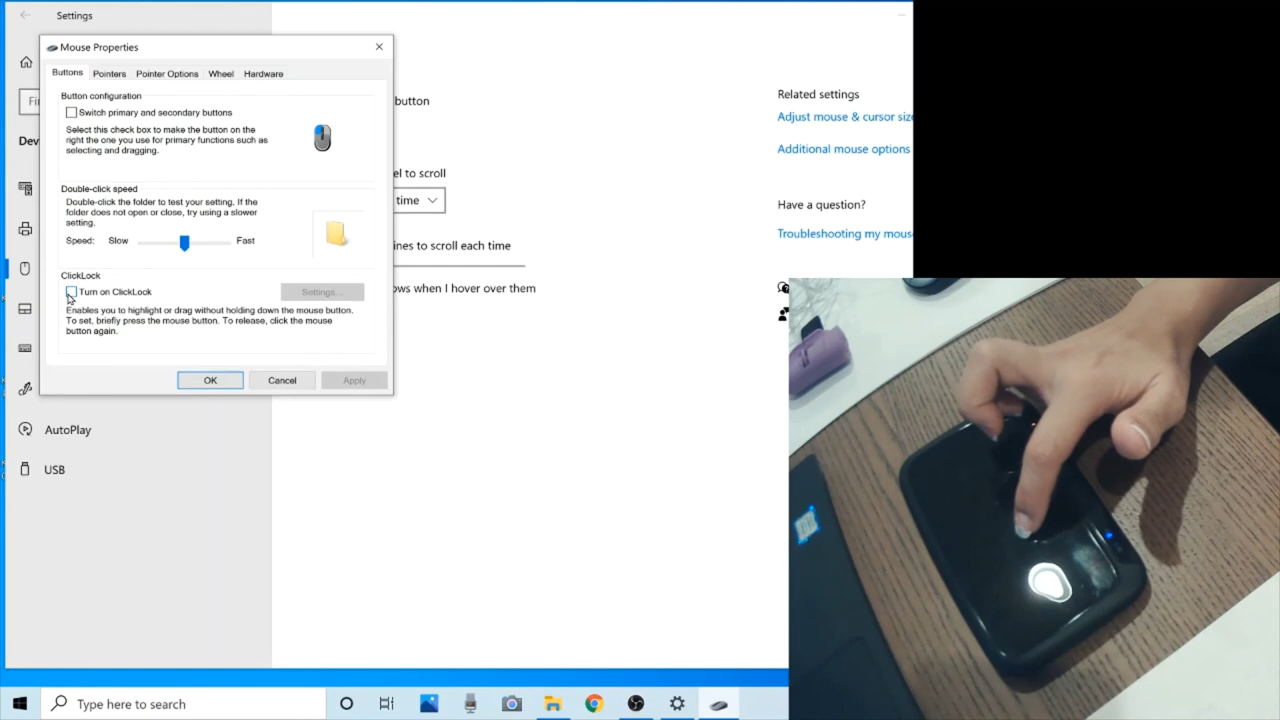 Settings
Mouse Properties
Buttons
Pointers
Pointer Options
Wheel
Hardware
Button configuration
Switch primary and secondary buttons
Select this check box to make the button on the
right the one you use for primary functions such as
selecting and dragging.
Double-click speed
Double-click the folder to test your setting. If the
folder does not open or close, try using a slower
setting.
Speed:
Slow
Fast
ClickLock
Turn on ClickLock
Settings...
Enables you to highlight or drag without holding down the mouse button.
To set, briefly press the mouse button. To release, click the mouse
button again.
OK
Cancel
Apply
Fi
Dev
AutoPlay
USB
button
el to scroll
time
ines to scroll each time
ows when I hover over them
Related settings
Adjust mouse & cursor size
Additional mouse options
Have a question?
Troubleshooting my mous
Type here to search